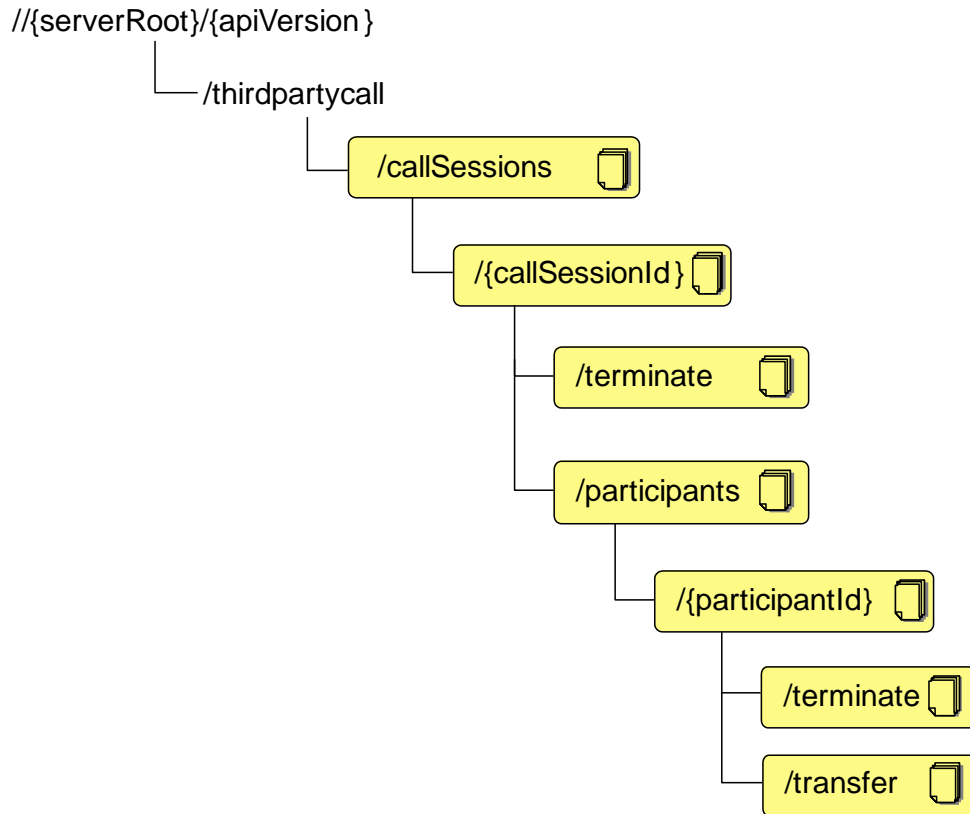 //{serverRoot}/{apiVersion}
/thirdpartycall
/callSessions
/{callSessionId}
/terminate
/participants
/{participantId}
/terminate
/transfer